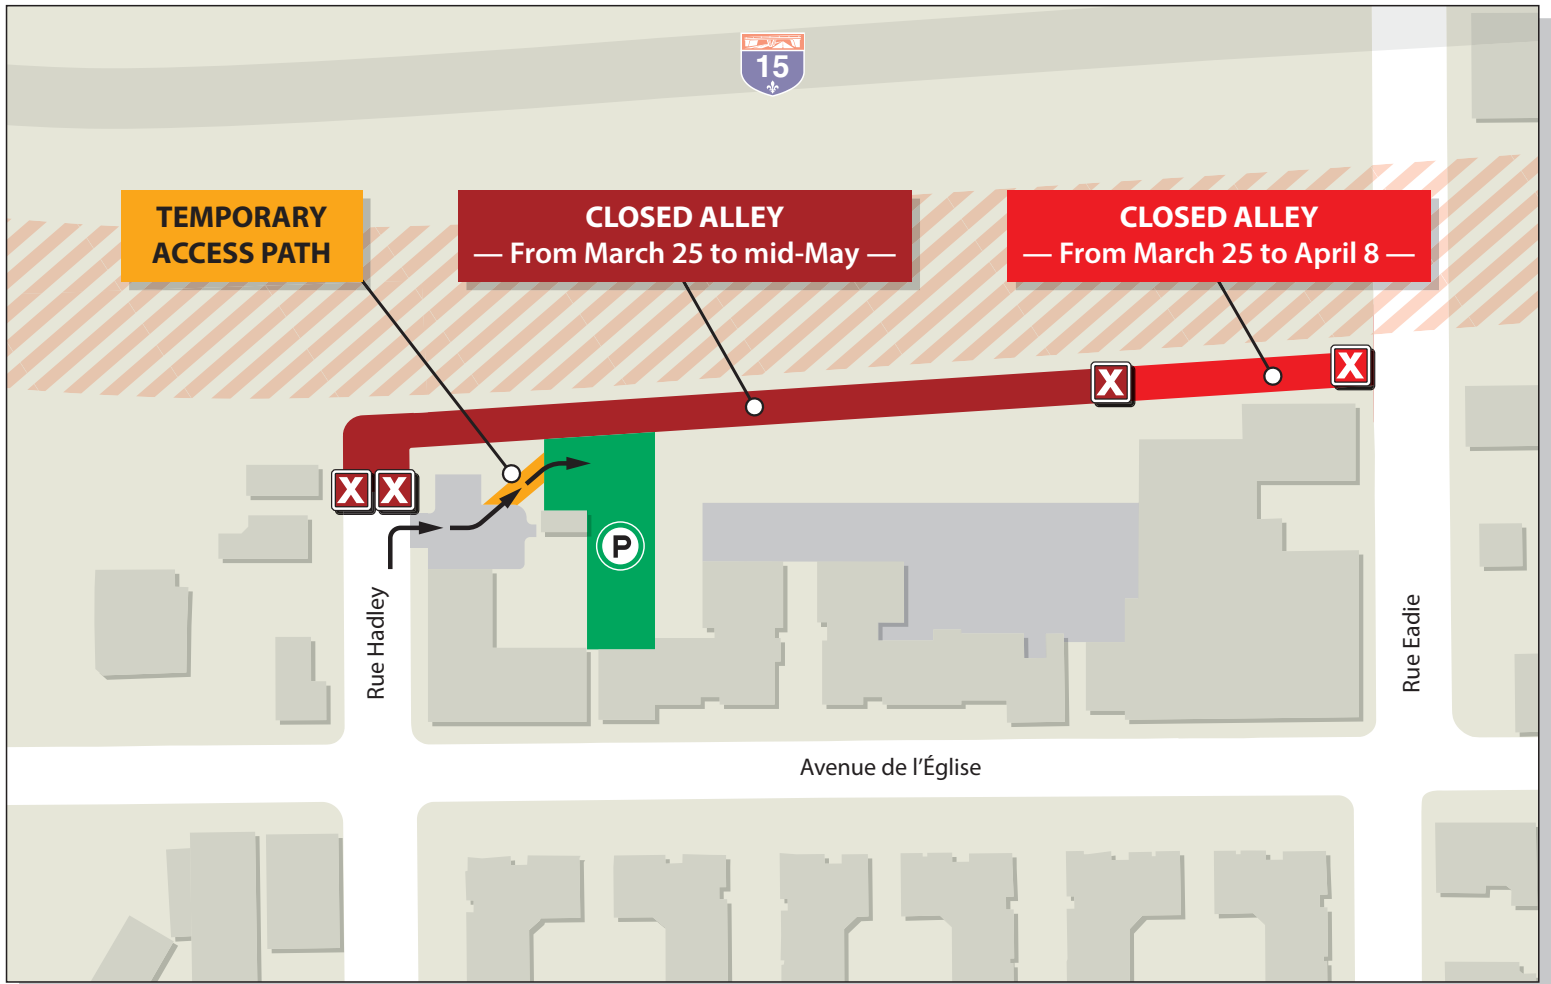 15
TEMPORARY
ACCESS PATH
CLOSED ALLEY
— From March 25 to mid-May —
CLOSED ALLEY
— From March 25 to April 8 —
X
X
X
X
P
Rue Hadley
Rue Eadie
Avenue de l’Église